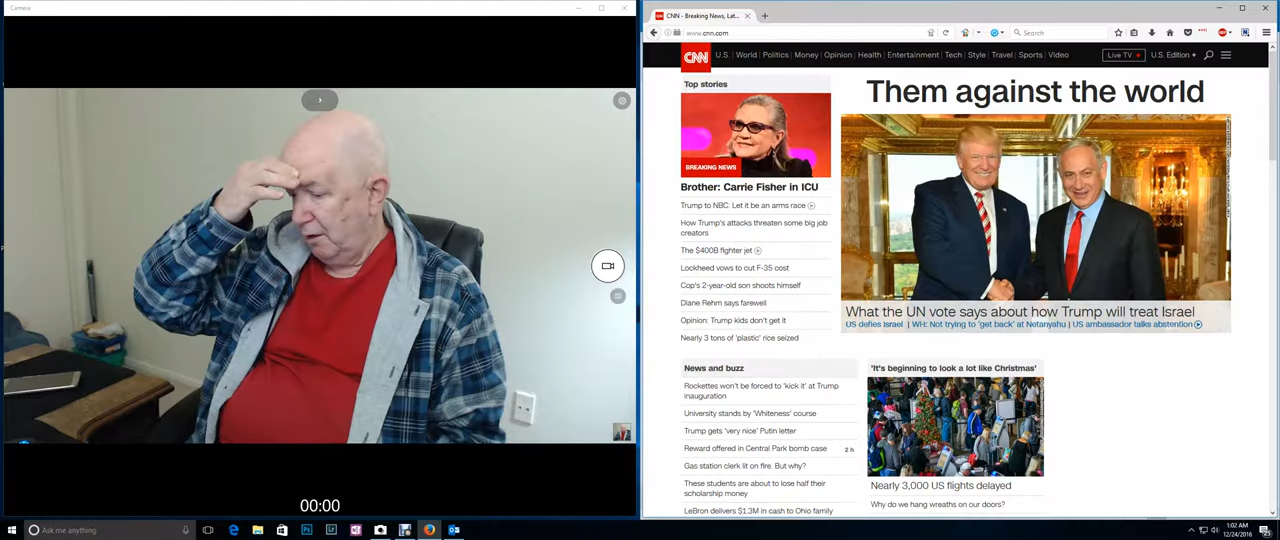 Camera
00:00
CNN - Breaking News, Lat...
www.cnn.com
Search
CNN
U.S. World Politics Money Opinion Health Entertainment Tech Style Travel Sports Video
Live TV
U.S. Edition +
Top stories
BREAKING NEWS
Brother: Carrie Fisher in ICU
Trump to NBC: Let it be an arms race
How Trump's attacks threaten some big job
creators
The $400B fighter jet
Lockheed vows to cut F-35 cost
Cop's 2-year-old son shoots himself
Diane Rehm says farewell
Opinion: Trump kids don't get it
Nearly 3 tons of 'plastic' rice seized
Them against the world
What the UN vote says about how Trump will treat Israel
US defies Israel | WH: Not trying to 'get back' at Netanyahu | US ambassador talks abstention
News and buzz
Rockettes won't be forced to 'kick it' at Trump
inauguration
University stands by 'Whiteness' course
Trump gets 'very nice' Putin letter
Reward offered in Central Park bomb case 2 h
Gas station clerk lit on fire. But why?
These students are about to lose half their
scholarship money
LeBron delivers $1.3M in cash to Ohio family
'It's beginning to look a lot like Christmas'
Nearly 3,000 US flights delayed
Why do we hang wreaths on our doors?
Ask me anything
1:02 AM
12/24/2016